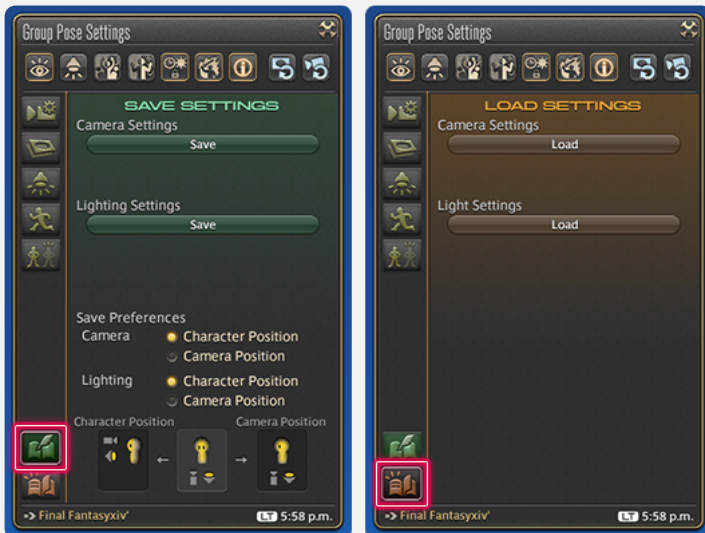 Group Pose Settings
SAVE SETTINGS
Camera Settings
Save
Lighting Settings
Save
Save Preferences
Camera
Character Position
Camera Position
Lighting
Character Position
Camera Position
Character Position Camera Position
-> Final Fantasyxiv' LT 5:58 p.m.
Group Pose Settings
LOAD SETTINGS
Camera Settings
Load
Light Settings
Load
-> Final Fantasyxiv' LT 5:58 p.m.